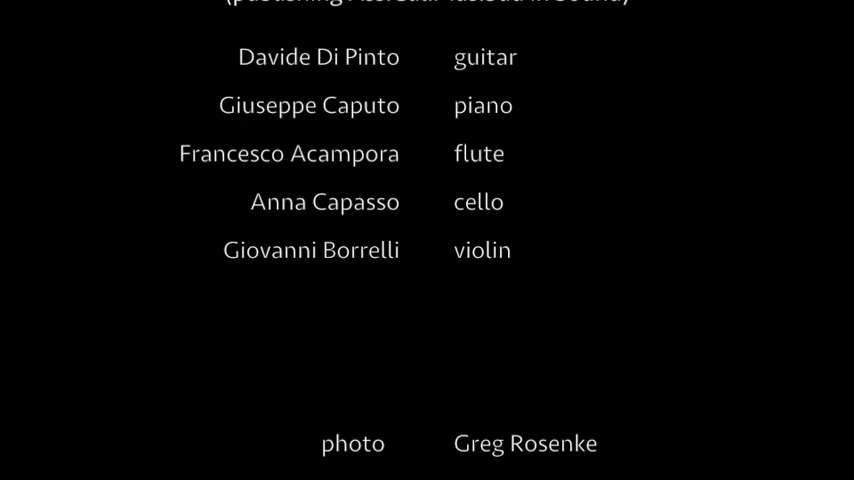 Davide Di Pinto guitar
Giuseppe Caputo piano
Francesco Acampora flute
Anna Capasso cello
Giovanni Borrelli violin
photo Greg Rosenke